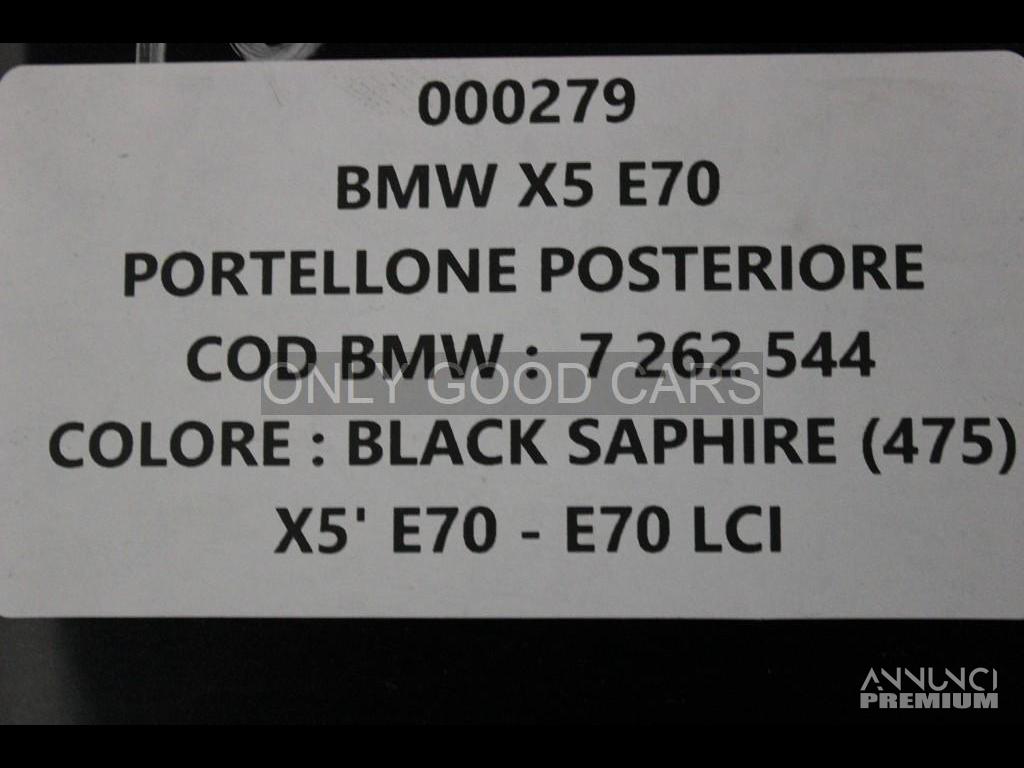 000279
BMW X5 E70
PORTELLONE POSTERIORE
COD BMW : 7 262 544
ONLY GOOD CARS
COLORE : BLACK SAPHIRE (475)
X5' E70 - E70 LCI
ANNUNCI
PREMIUM